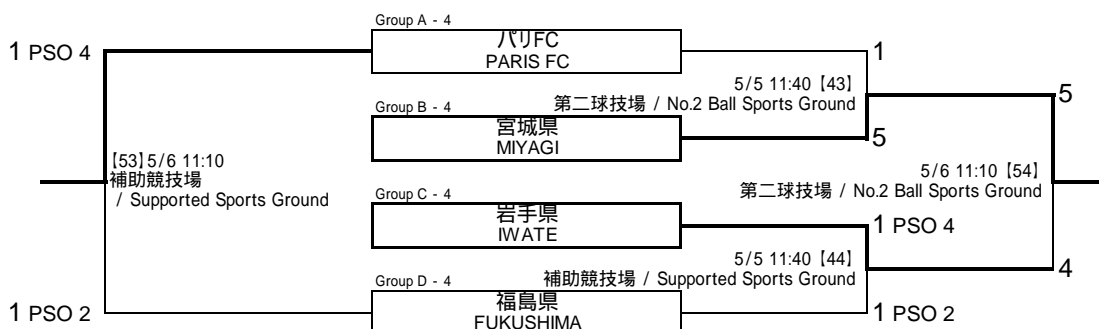 Group A - 4
1 PSO 4
パリFC
PARIS FC
1
5/5 11:40【43】
第二球技場 / No.2 Ball Sports Ground
5
Group B - 4
宮城県
MIYAGI
5
【53】5/6 11:10
補助競技場
/ Supported Sports Ground
5/6 11:10【54】
第二球技場 / No.2 Ball Sports Ground
Group C - 4
岩手県
IWATE
1 PSO 4
5/5 11:40【44】
補助競技場 / Supported Sports Ground
4
Group D - 4
福島県
FUKUSHIMA
1 PSO 2
1 PSO 2